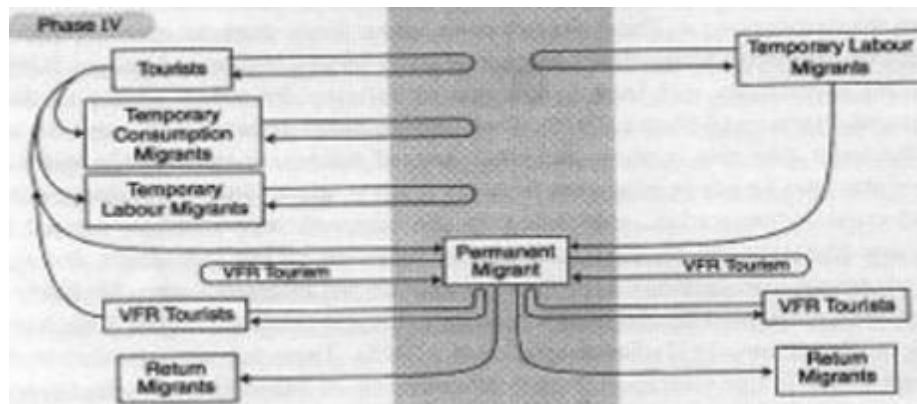 Phase IV
Tourists
Temporary Labour
Migrants
Temporary
Consumption
Migrants
Temporary
Labour Migrants
Permanent
Migrant
VFR Tourism
VFR Tourism
VFR Tourists
VFR Tourists
Return
Migrants
Return
Migrants